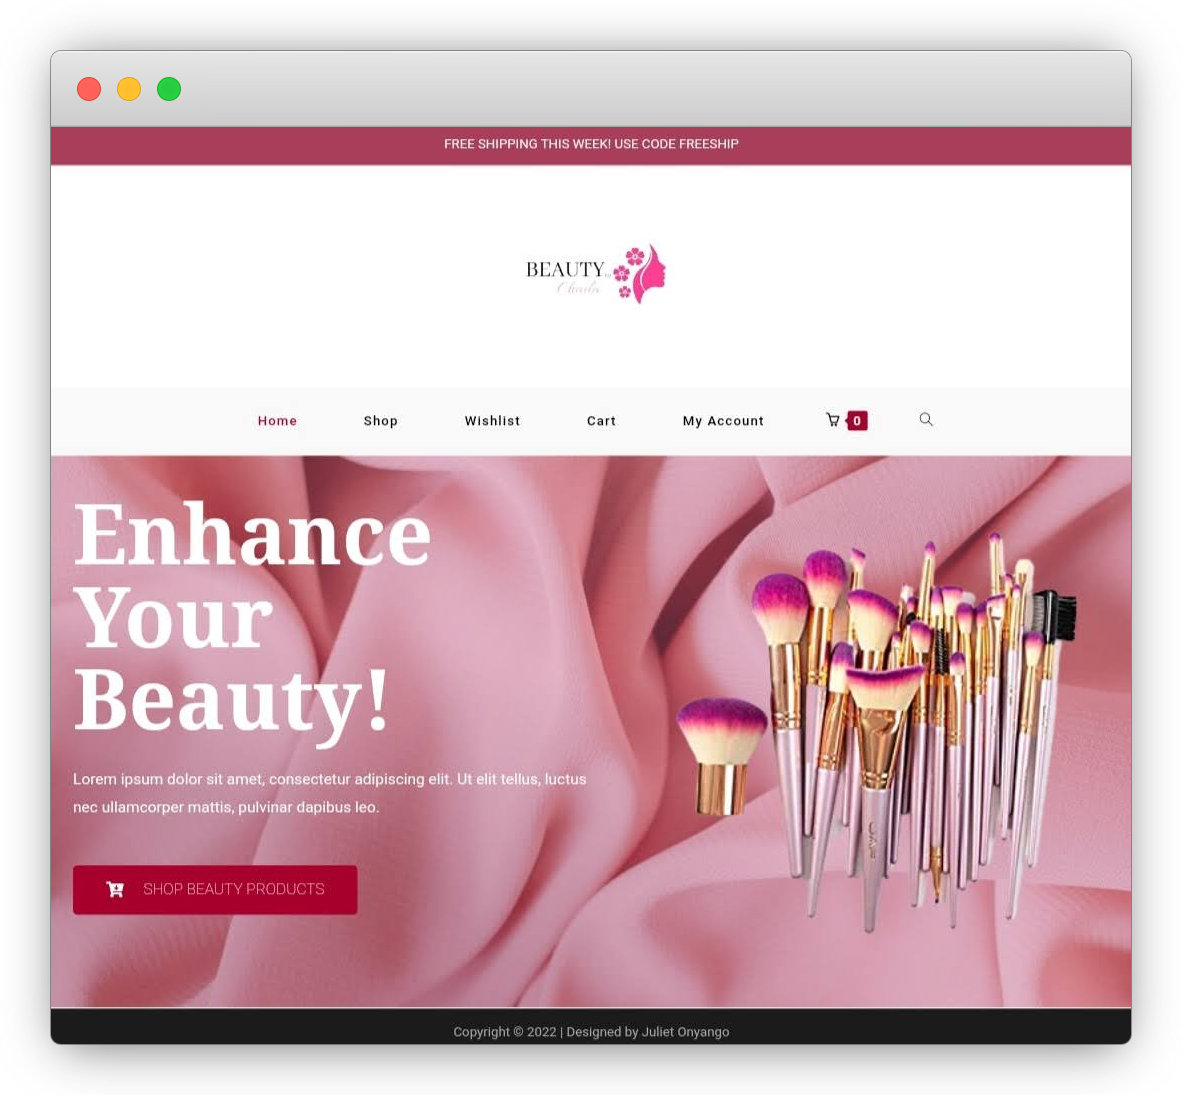 FREE SHIPPING THIS WEEK! USE CODE FREESHIP
BEAUTY by
Charlie
Home Shop Wishlist Cart My Account 0
Enhance
Your
Beauty!
Lorem ipsum dolor sit amet, consectetur adipiscing elit. Ut elit tellus, luctus
nec ullamcorper mattis, pulvinar dapibus leo.
SHOP BEAUTY PRODUCTS
Copyright © 2022 | Designed by Juliet Onyango